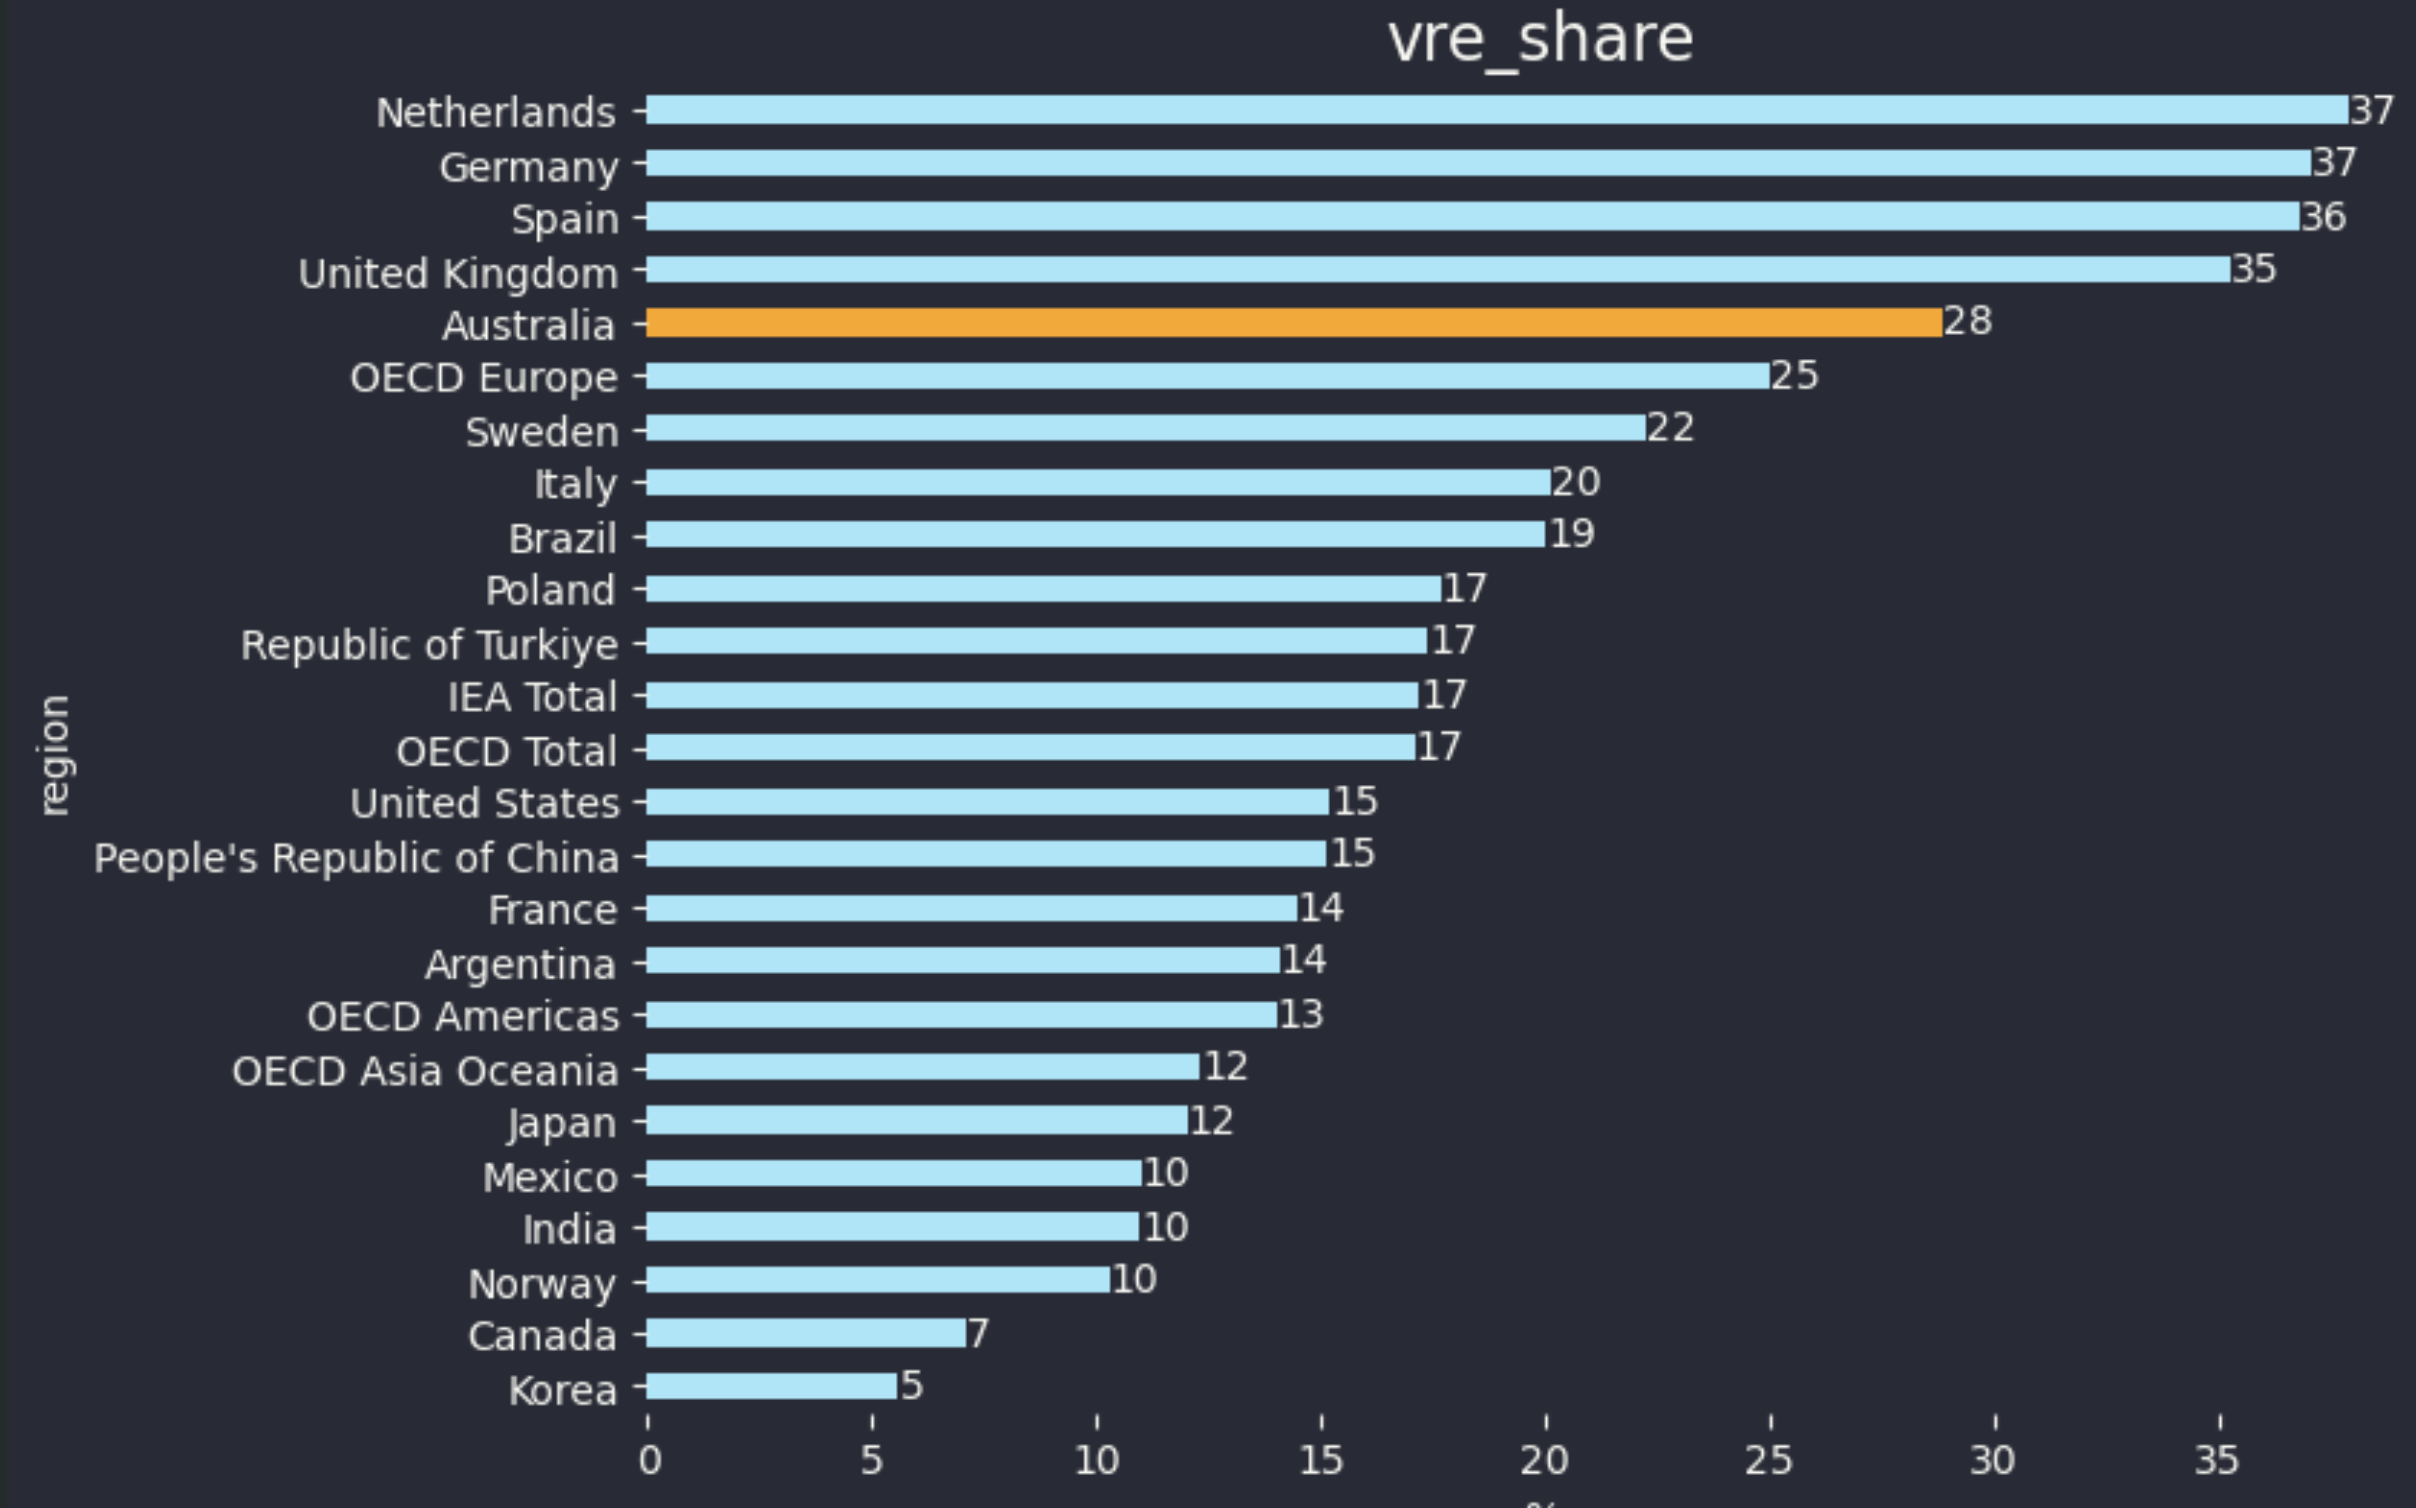 vre_share
Netherlands 37
Germany 37
Spain 36
United Kingdom 35
Australia 28
OECD Europe 25
Sweden 22
Italy 20
Brazil 19
Poland 17
Republic of Turkiye 17
IEA Total 17
OECD Total 17
United States 15
People's Republic of China 15
France 14
Argentina 14
OECD Americas 13
OECD Asia Oceania 12
Japan 12
Mexico 10
India 10
Norway 10
Canada 7
Korea 5
region
0 5 10 15 20 25 30 35
%